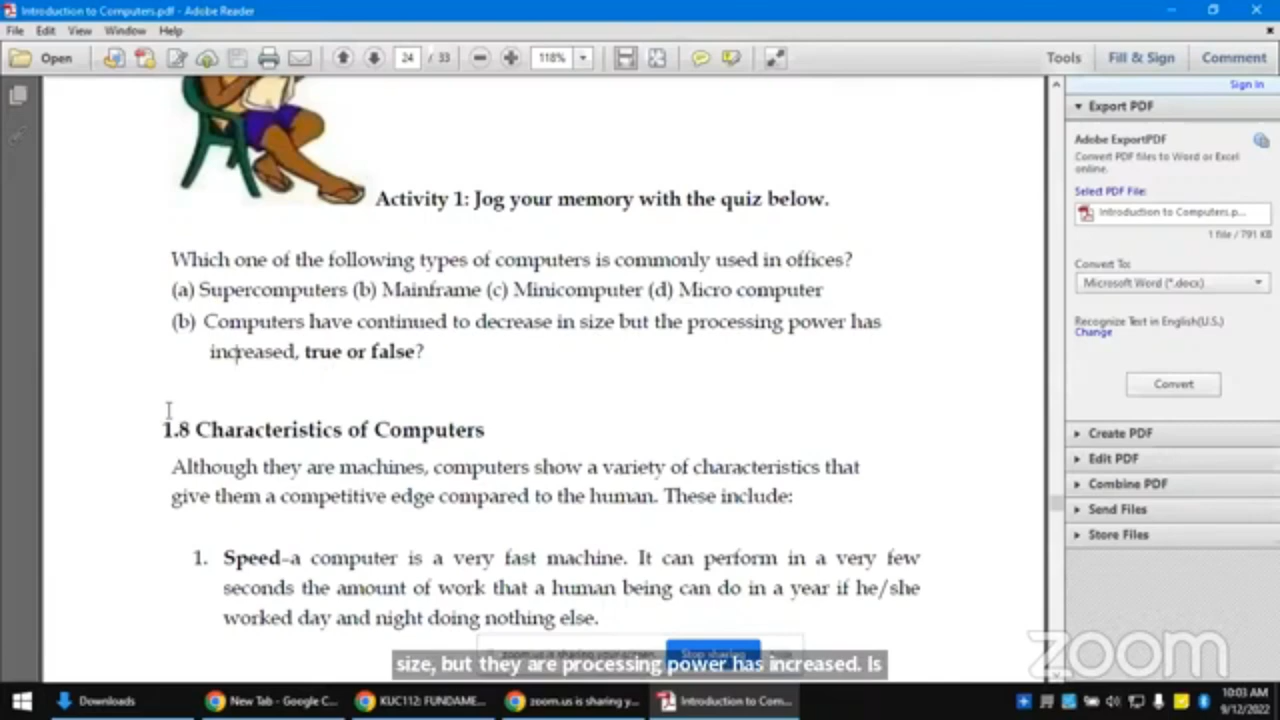 Introduction to Computers.pdf - Adobe Reader
File Edit View Window Help
Open 24 / 33 118% Tools Fill & Sign Comment
Sign In
Export PDF
Adobe ExportPDF
Convert PDF files to Word or Excel
online.
Select PDF File:
Introduction to Computers.p...
1 file / 791 KB
Convert To:
Microsoft Word (*.docx)
Recognize Text in English(U.S.)
Change
Convert
Create PDF
Edit PDF
Combine PDF
Send Files
Store Files
Activity 1: Jog your memory with the quiz below.
Which one of the following types of computers is commonly used in offices?
(a) Supercomputers (b) Mainframe (c) Minicomputer (d) Micro computer
(b) Computers have continued to decrease in size but the processing power has
increased, true or false?
1.8 Characteristics of Computers
Although they are machines, computers show a variety of characteristics that
give them a competitive edge compared to the human. These include:
1. Speed–a computer is a very fast machine. It can perform in a very few
seconds the amount of work that a human being can do in a year if he/she
worked day and night doing nothing else.
zoom.us is sharing your screen. Stop sharing
size, but they are processing power has increased. Is
zoom
Downloads New Tab - Google C... KUC112: FUNDAME... zoom.us is sharing y... Introduction to Com...
10:03 AM
9/12/2022